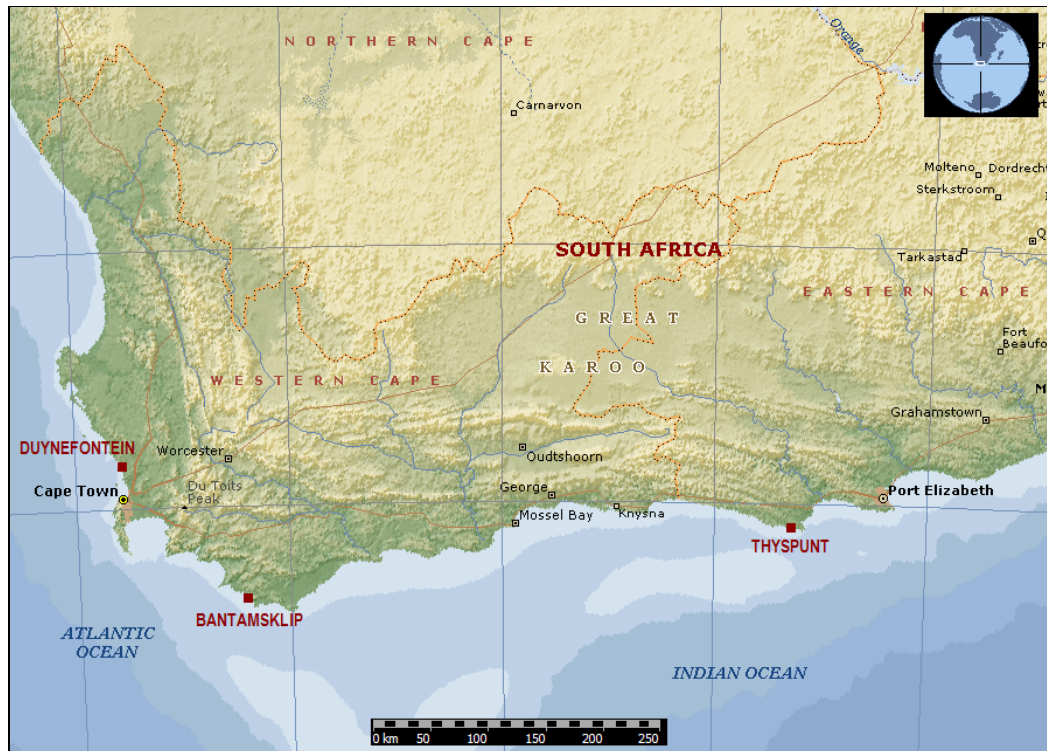 NORTHERN CAPE
Orange
Carnarvon
Molteno
Dordrecht
Sterkstroom
SOUTH AFRICA
Tarkastad
EASTERN CAPE
GREAT
KAROO
Fort
Beaufo
WESTERN CAPE
Grahamstown
DUYNEFONTEIN
Worcester
Oudtshoorn
Cape Town
Du Toits
Peak
George
Port Elizabeth
Mossel Bay
Knysna
THYSPUNT
BANTAMSKLIP
ATLANTIC
OCEAN
INDIAN OCEAN
0 km 50 100 150 200 250